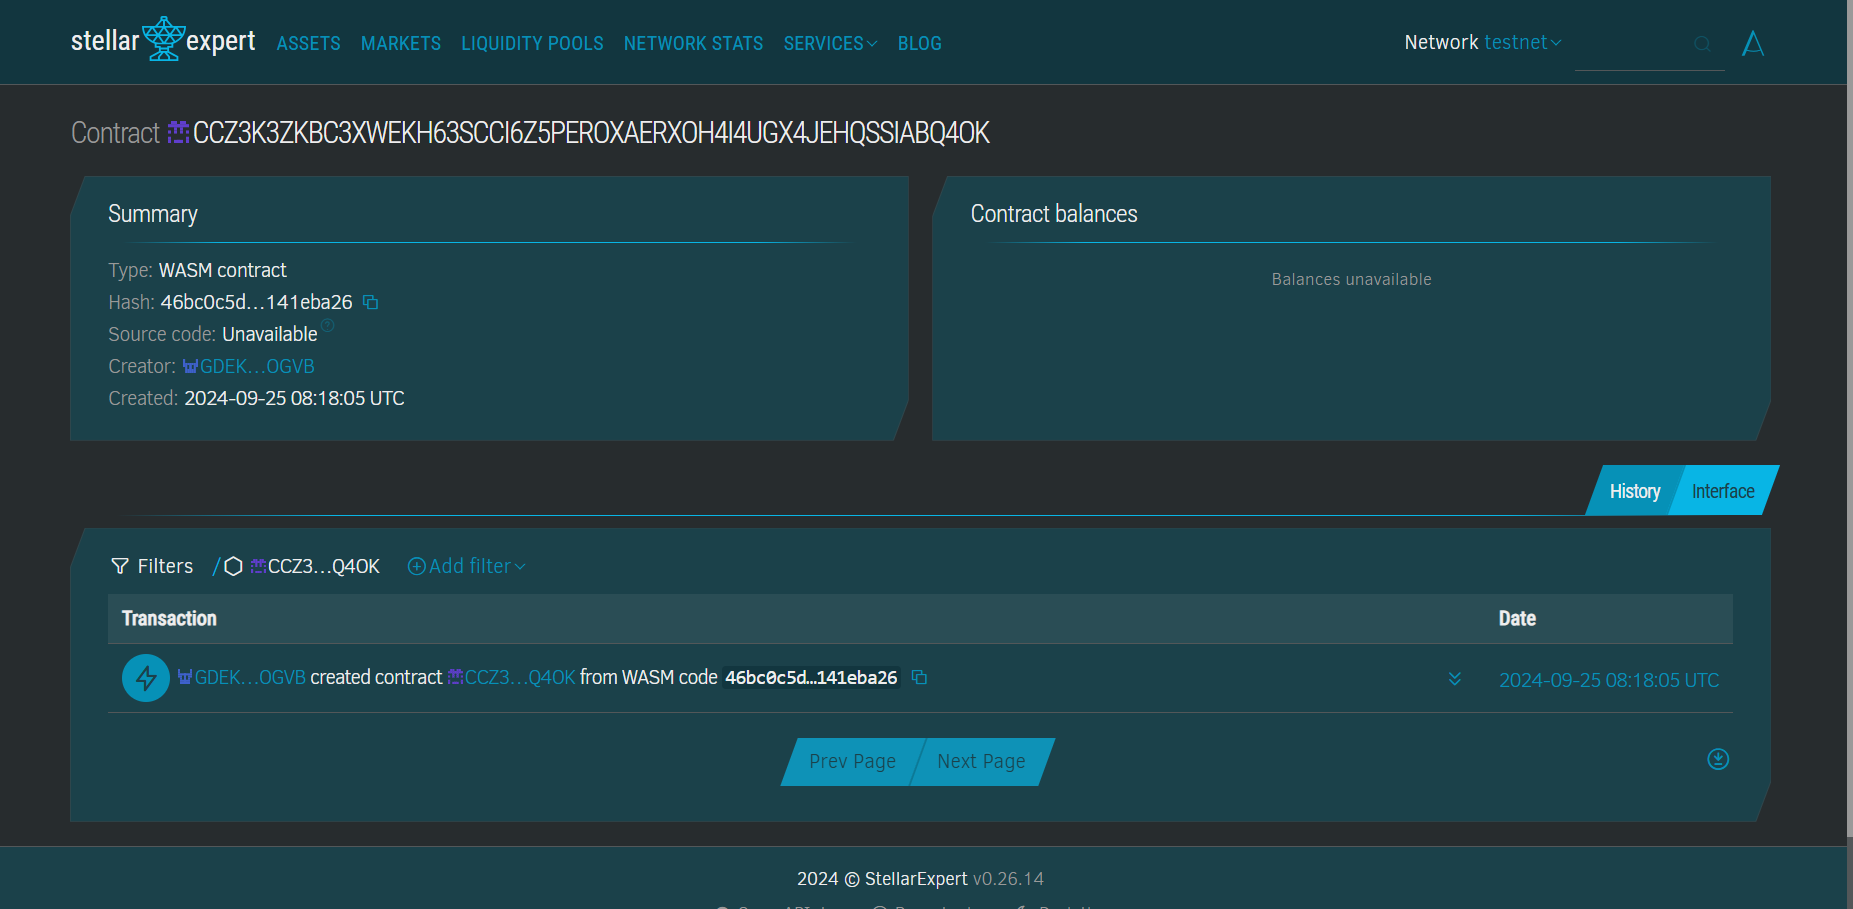 stellar expert ASSETS MARKETS LIQUIDITY POOLS NETWORK STATS SERVICES BLOG Network testnet
Contract CCZ3K3ZKBC3XWEKH63SCCI6Z5PEROXAERXOH4I4UGX4JEHQSSIABQ4OK
Summary
Type: WASM contract
Hash: 46bc0c5d…141eba26
Source code: Unavailable
Creator: GDEK…OGVB
Created: 2024-09-25 08:18:05 UTC
Contract balances
Balances unavailable
History Interface
Filters / CCZ3…Q4OK Add filter
Transaction Date
GDEK…OGVB created contract CCZ3…Q4OK from WASM code 46bc0c5d…141eba26 2024-09-25 08:18:05 UTC
Prev Page Next Page
2024 © StellarExpert v0.26.14